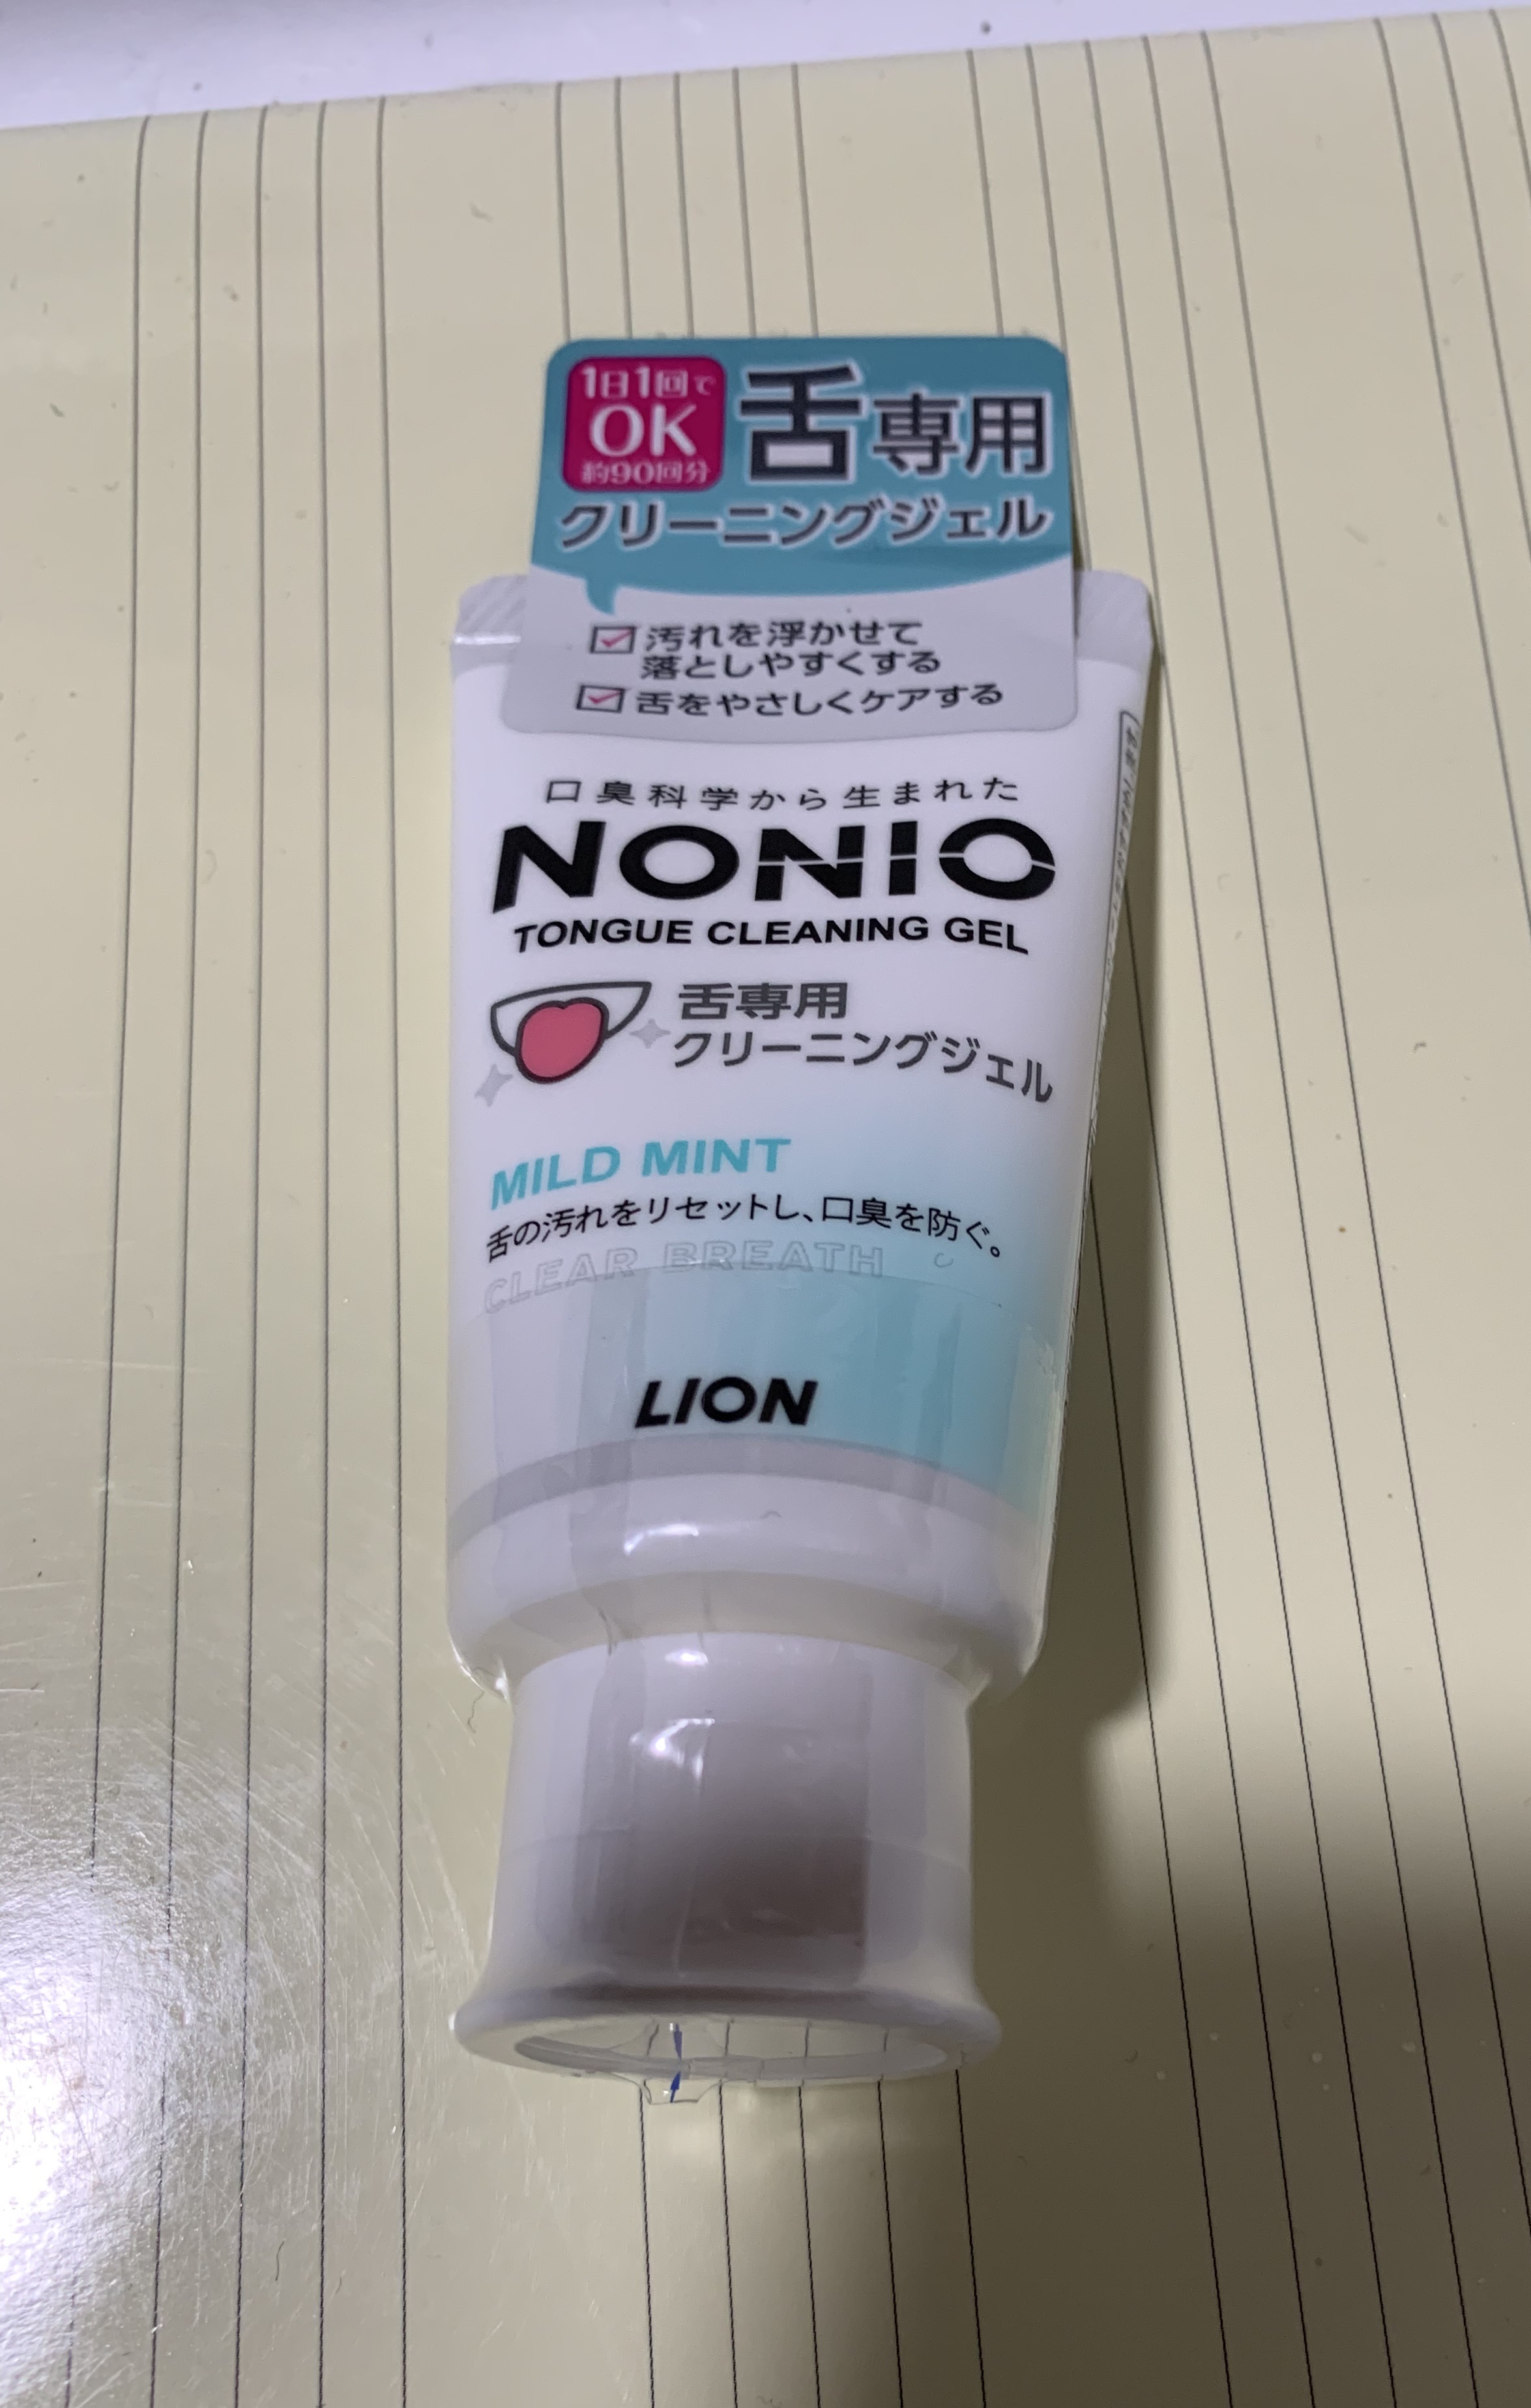 1日1回で
OK
約90回分
舌専用
クリーニングジェル
汚れを浮かせて
落としやすくする
舌をやさしくケアする
口臭科学から生まれた
NONIO
TONGUE CLEANING GEL
舌専用
クリーニングジェル
MILD MINT
舌の汚れをリセットし、口臭を防ぐ。
CLEAR BREATH
LION